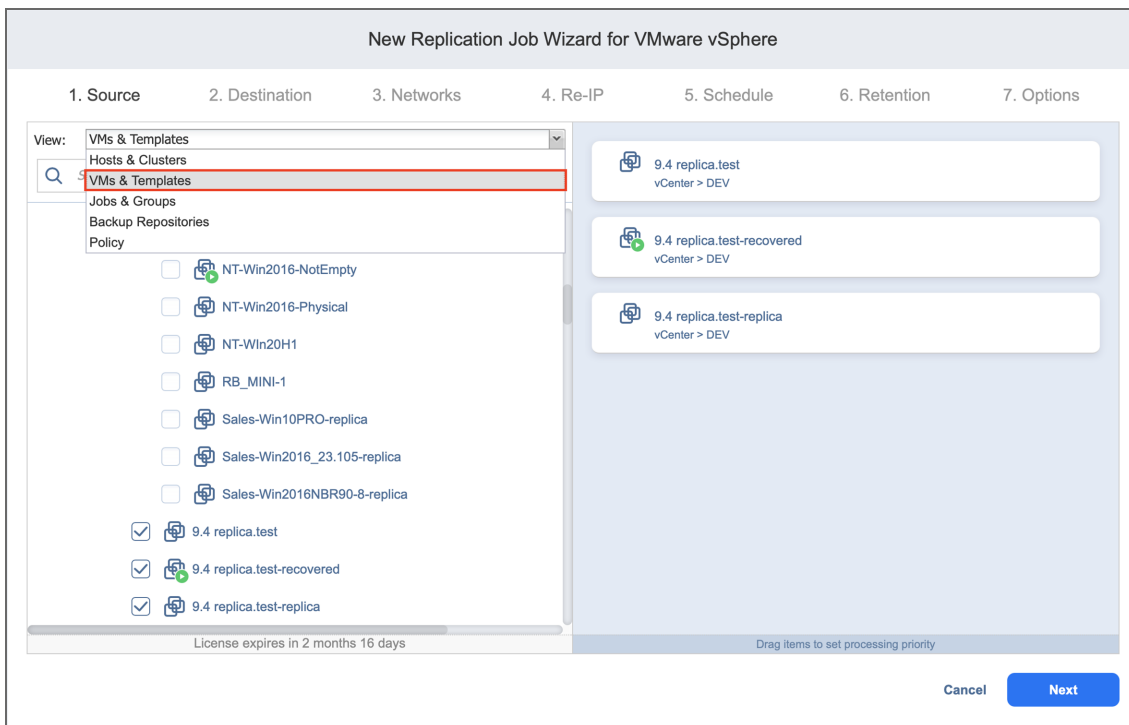 New Replication Job Wizard for VMware vSphere
1. Source 2. Destination 3. Networks 4. Re-IP 5. Schedule 6. Retention 7. Options
View: VMs & Templates
Hosts & Clusters
VMs & Templates
Jobs & Groups
Backup Repositories
Policy
NT-Win2016-NotEmpty
NT-Win2016-Physical
NT-WIn20H1
RB_MINI-1
Sales-Win10PRO-replica
Sales-Win2016_23.105-replica
Sales-Win2016NBR90-8-replica
9.4 replica.test
9.4 replica.test-recovered
9.4 replica.test-replica
License expires in 2 months 16 days
9.4 replica.test
vCenter > DEV
9.4 replica.test-recovered
vCenter > DEV
9.4 replica.test-replica
vCenter > DEV
Drag items to set processing priority
Cancel Next